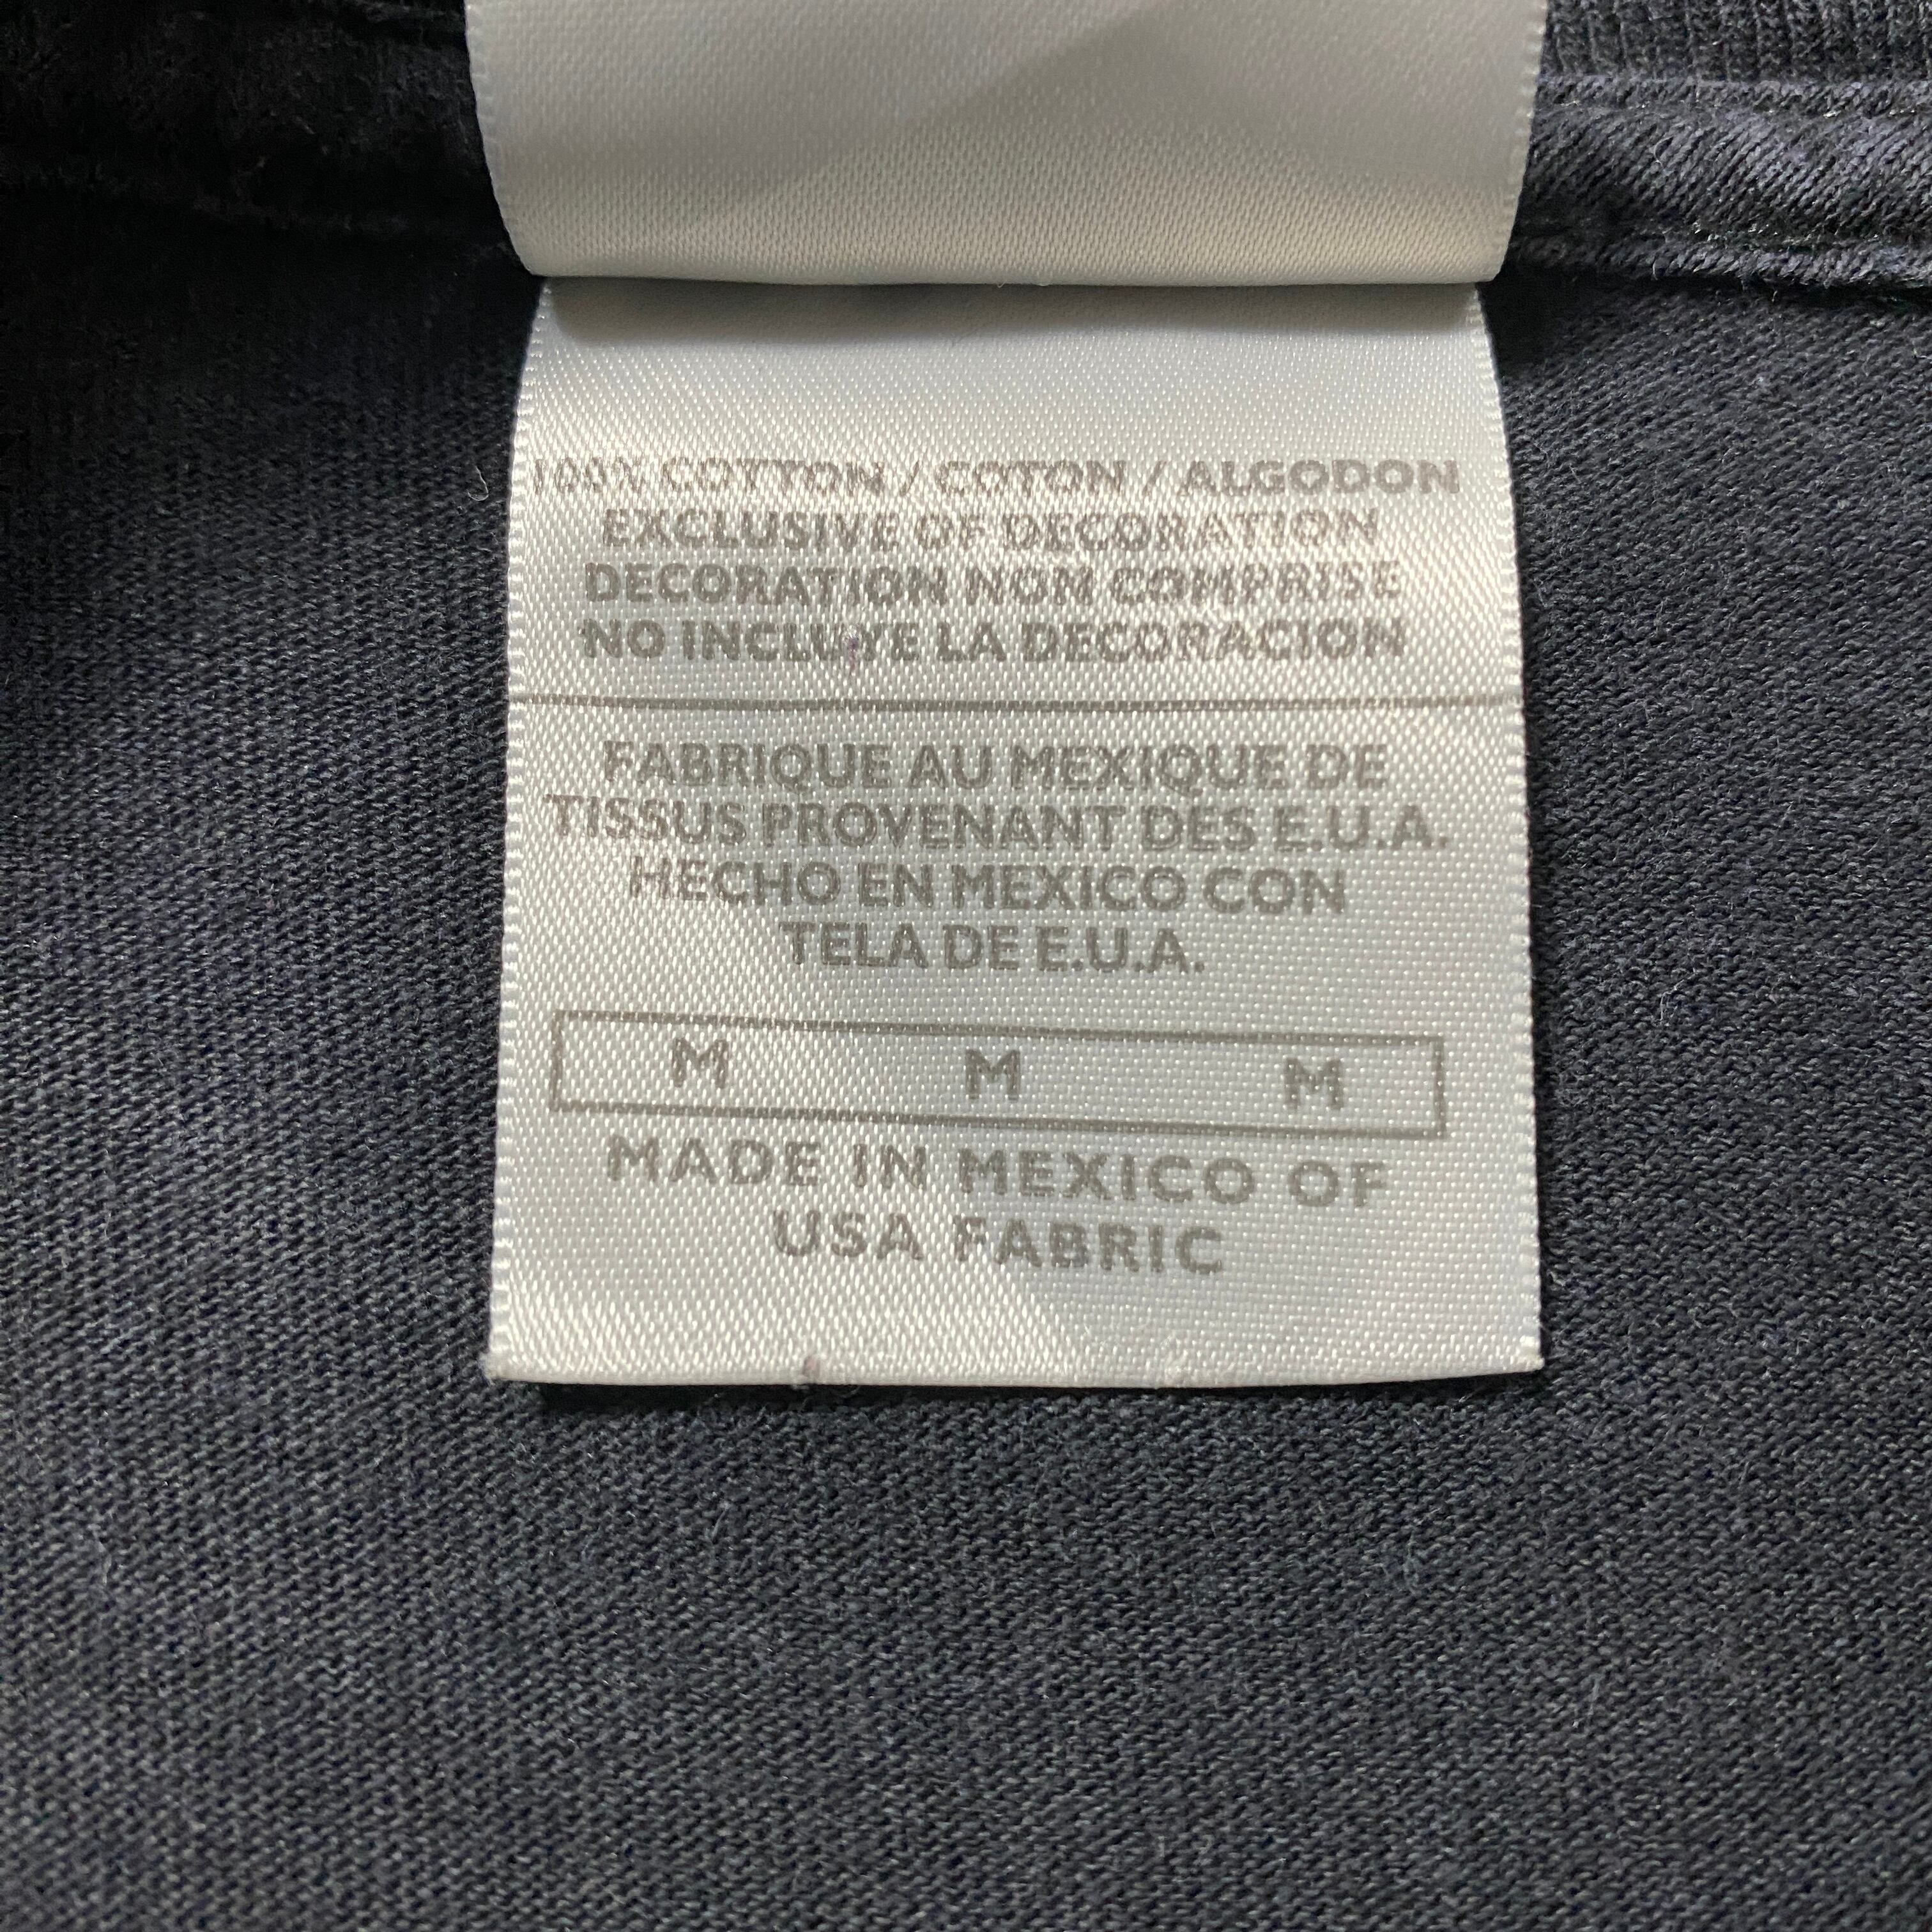 100% COTTON / COTON / ALGODON
EXCLUSIVE OF DECORATION
DECORATION NON COMPRISE
NO INCLUYE LA DECORACION
FABRIQUE AU MEXIQUE DE
TISSUS PROVENANT DES E.U.A.
HECHO EN MEXICO CON
TELA DE E.U.A.
M M M
MADE IN MEXICO OF
USA FABRIC